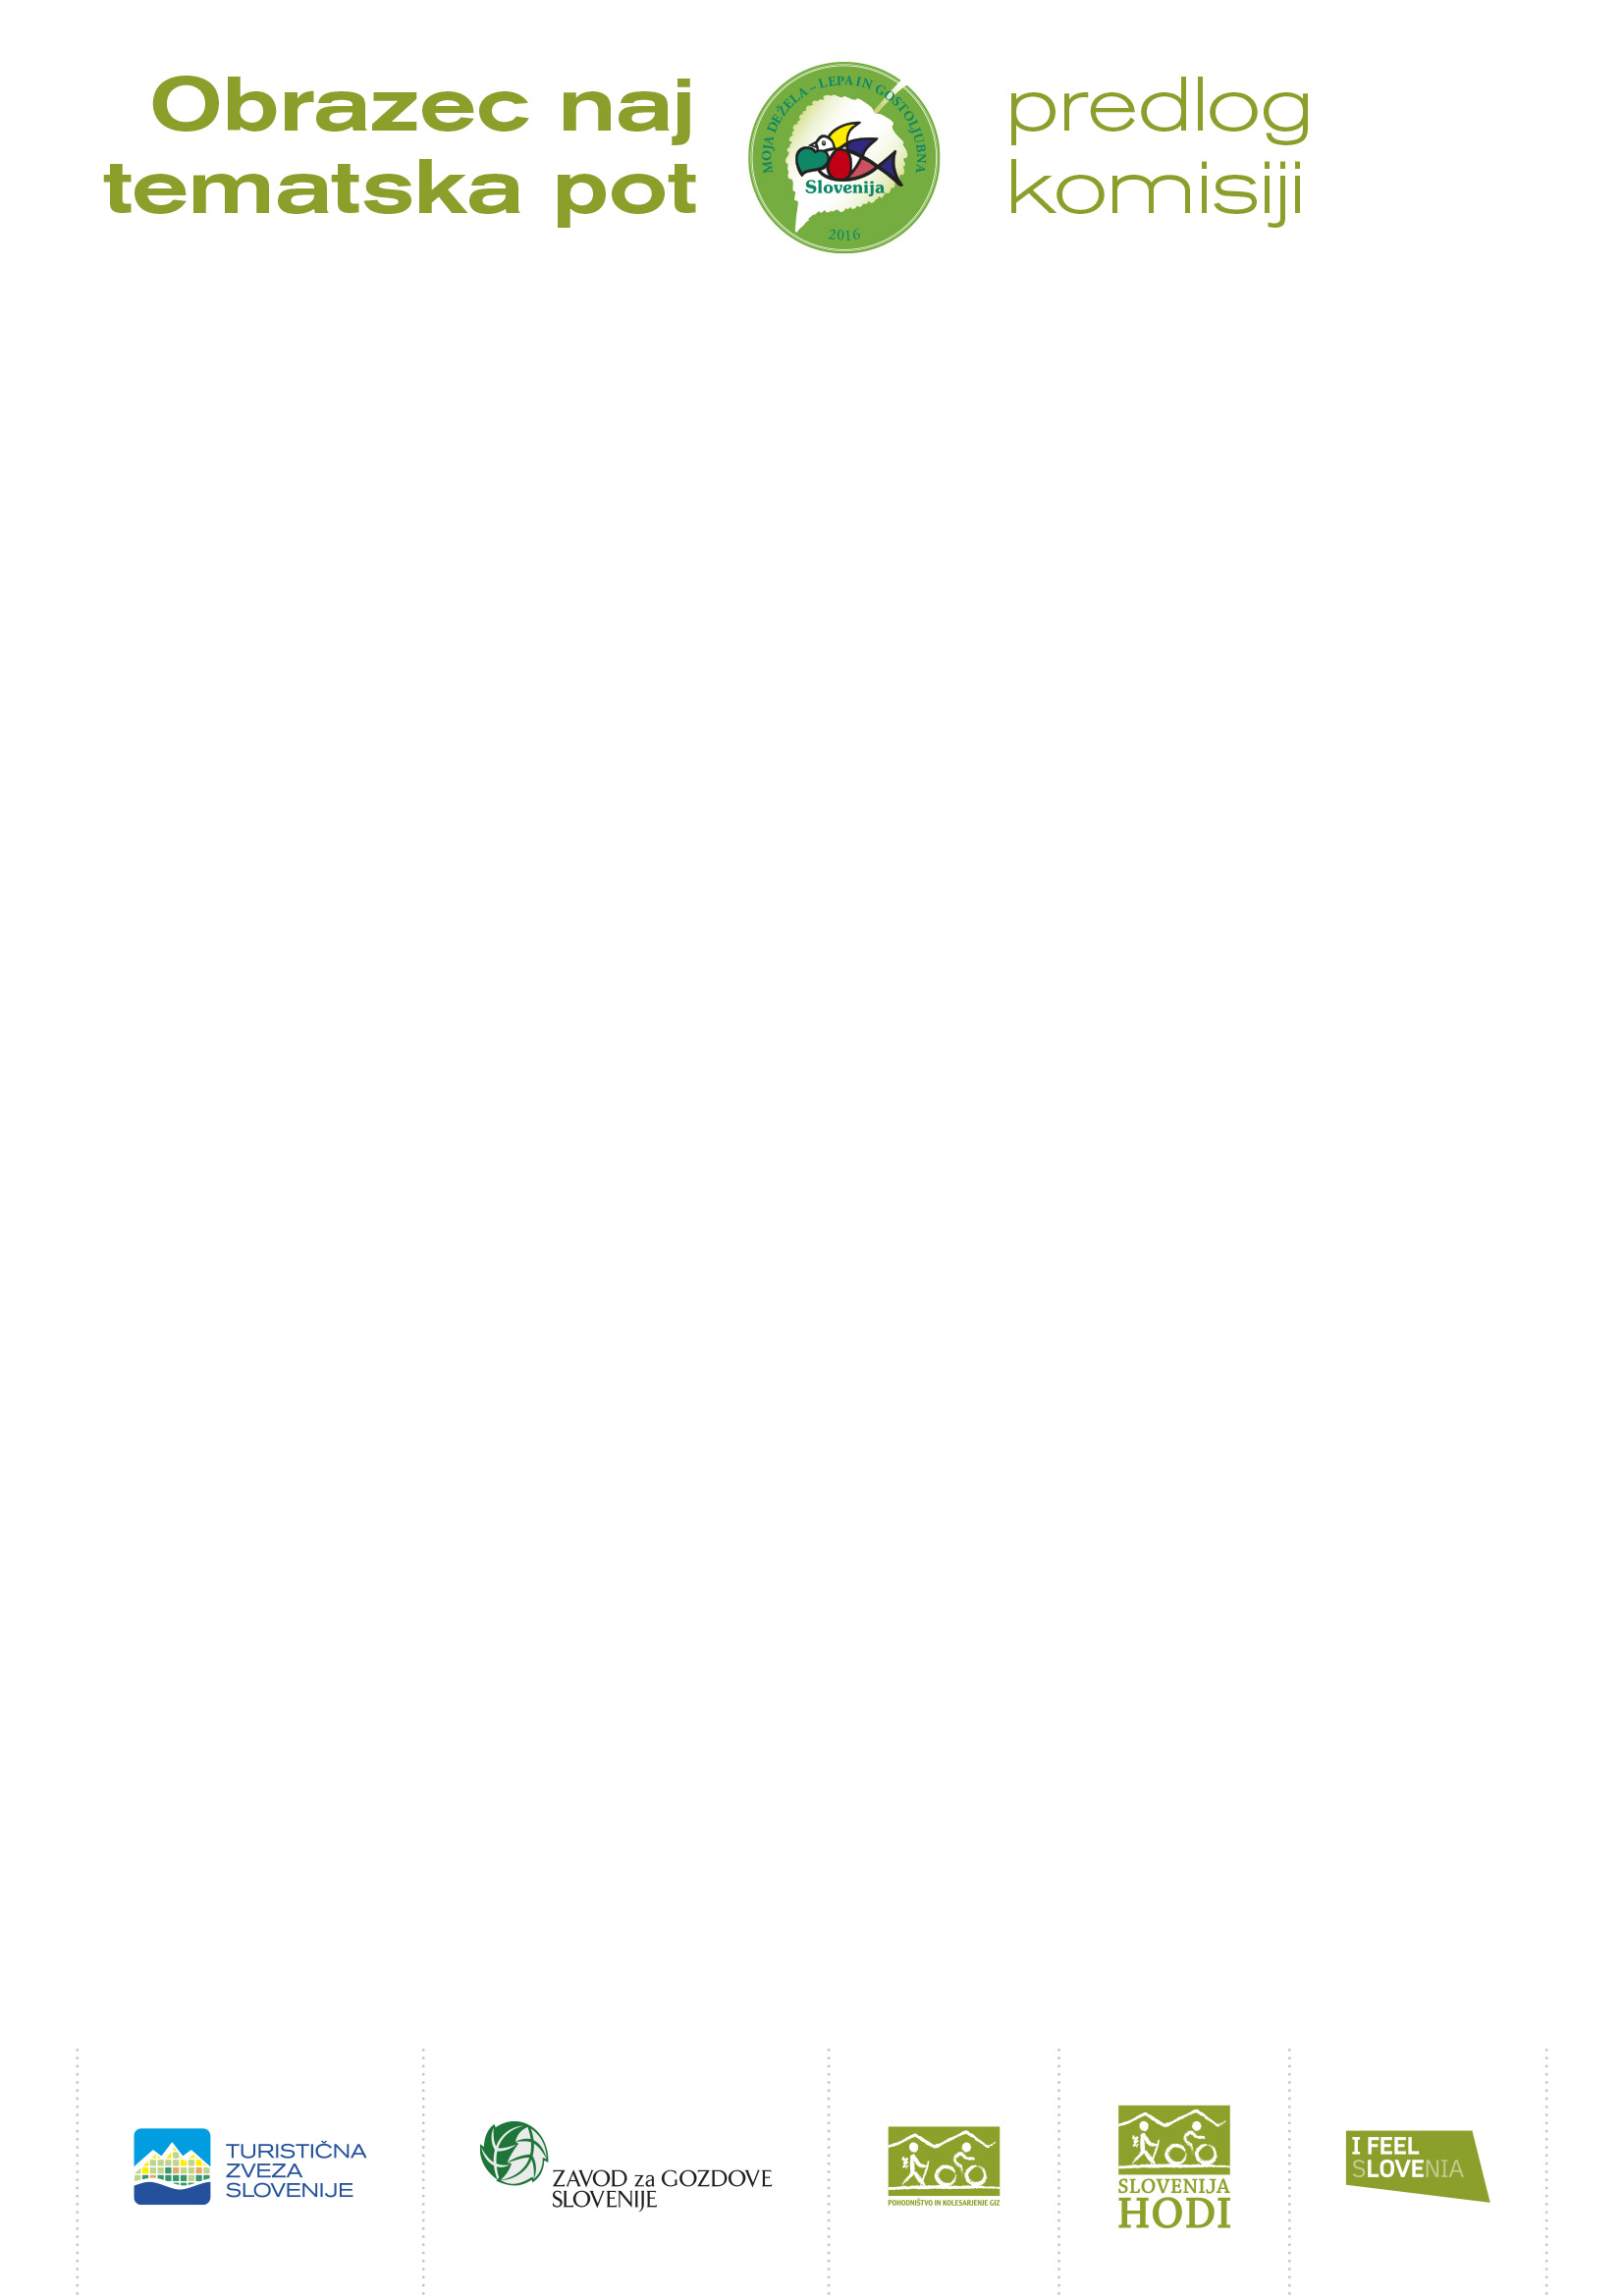 Obrazec naj
tematska pot
MOJA DEŽELA – LEPA IN GOSTOLJUBNA
Slovenija
2016
predlog
komisiji
TURISTIČNA
ZVEZA
SLOVENIJE
ZAVOD za GOZDOVE
SLOVENIJE
POHODNIŠTVO IN KOLESARJENJE GIZ
SLOVENIJA
HODI
I FEEL
SLOVENIA